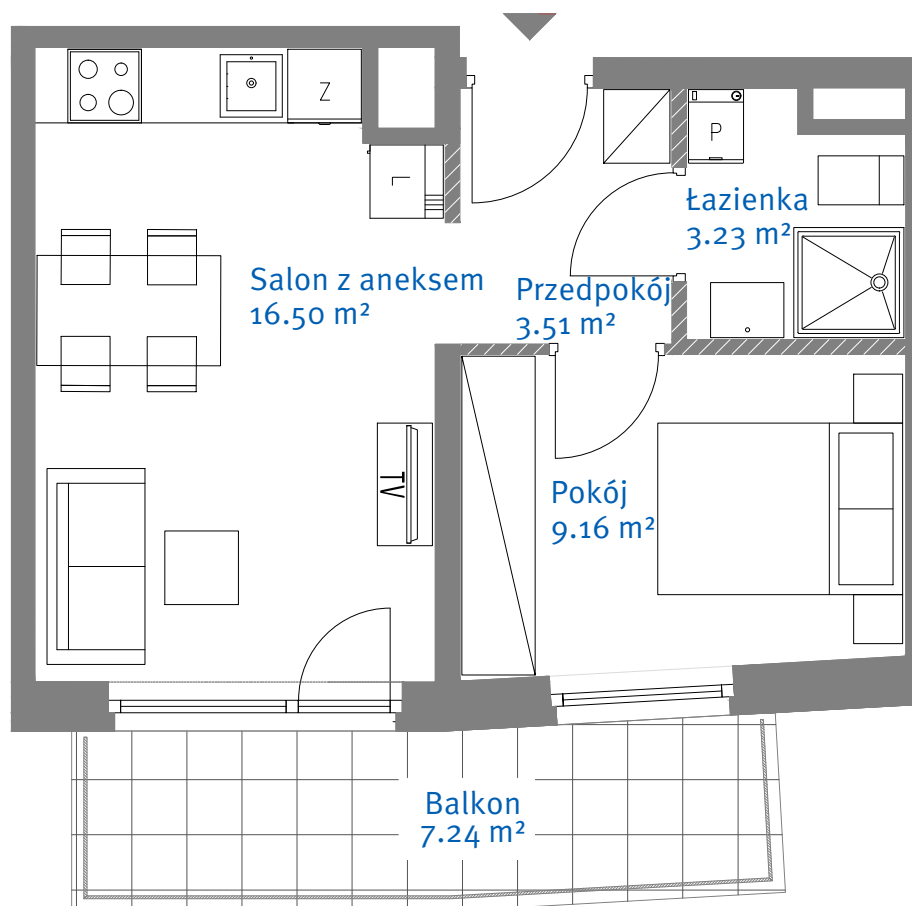 Z
P
L
Łazienka
3.23 m²
Salon z aneksem
16.50 m²
Przedpokój
3.51 m²
TV
Pokój
9.16 m²
Balkon
7.24 m²